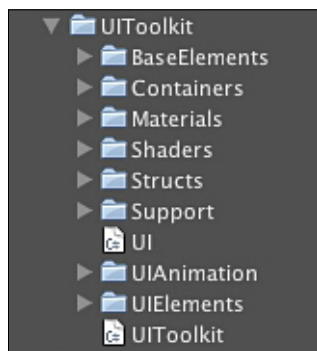 UIToolkit
BaseElements
Containers
Materials
Shaders
Structs
Support
C# UI
UIAnimation
UIElements
C# UIToolkit